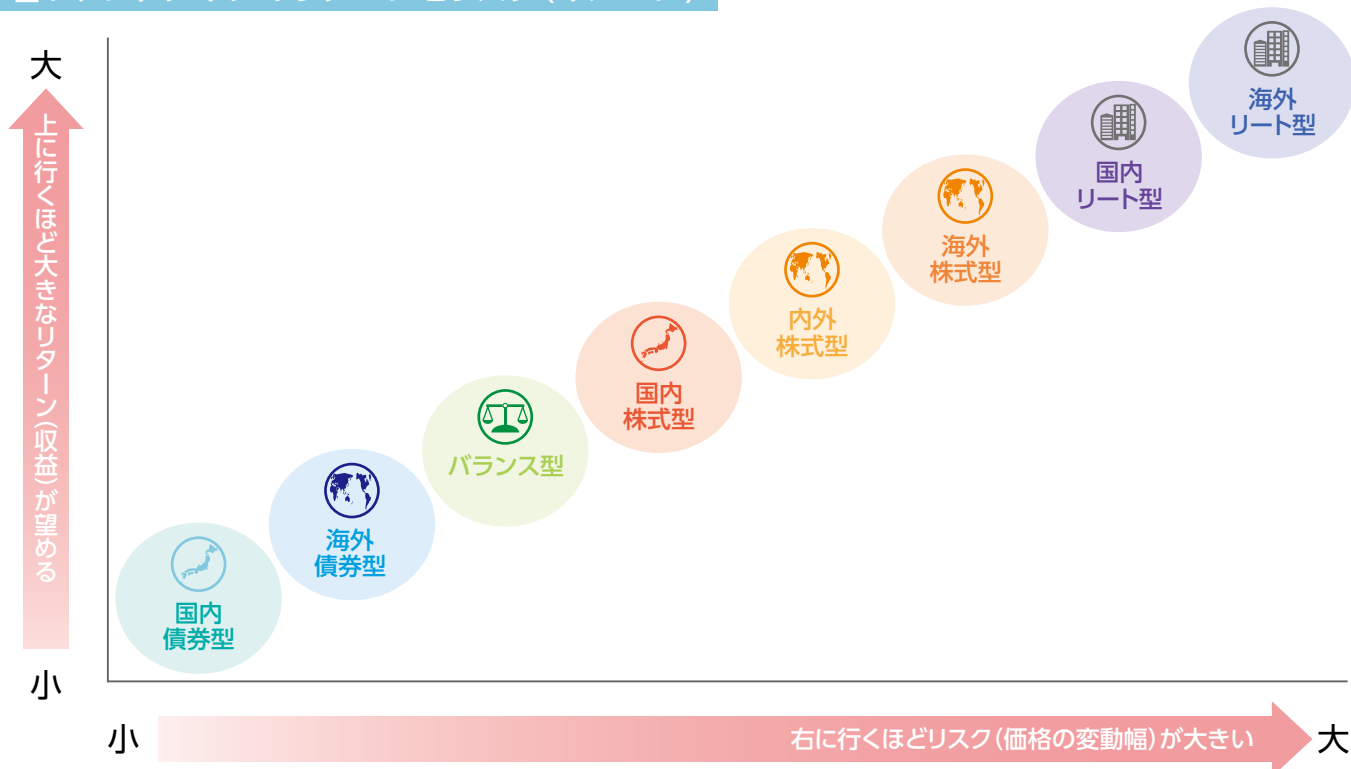 大
上に行くほど大きなリターン(収益)が望める
小
海外
リート型
国内
リート型
海外
株式型
内外
株式型
国内
株式型
バランス型
海外
債券型
国内
債券型
小
右に行くほどリスク(価格の変動幅)が大きい
大